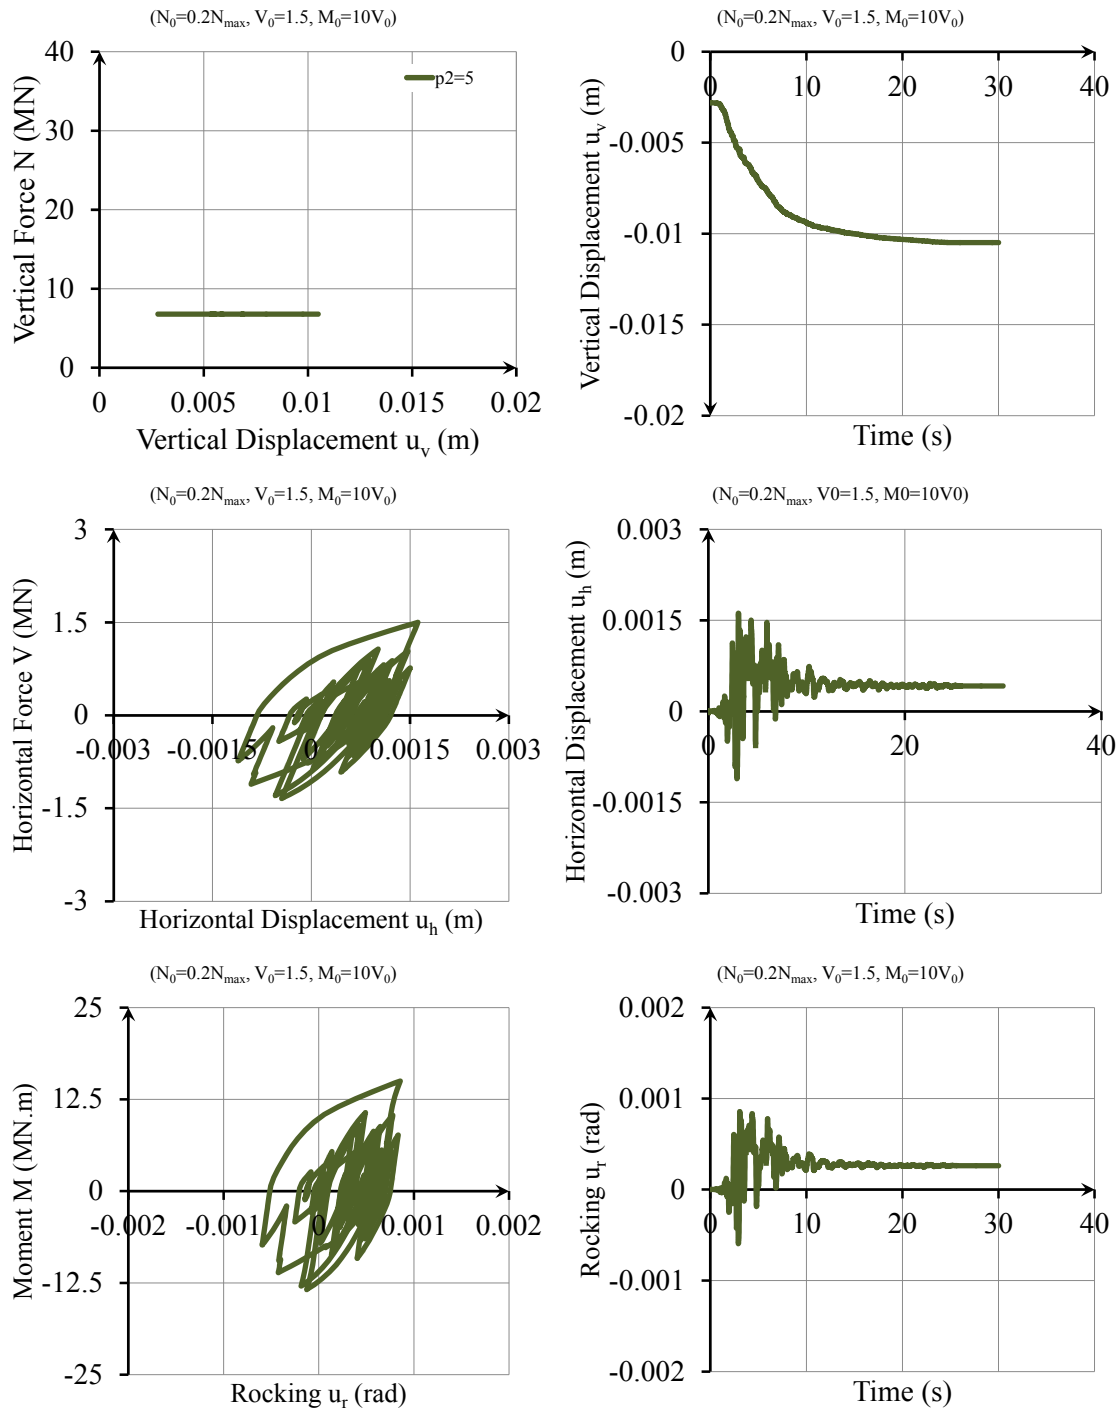 (N₀=0.2Nₘₐₓ, V₀=1.5, M₀=10V₀)
40
30
20
10
0
0 0.005 0.01 0.015 0.02
p2=5
Vertical Force N (MN)
Vertical Displacement uᵥ (m)
(N₀=0.2Nₘₐₓ, V₀=1.5, M₀=10V₀)
0
-0.005
-0.01
-0.015
-0.02
0 10 20 30 40
Vertical Displacement uᵥ (m)
Time (s)
(N₀=0.2Nₘₐₓ, V₀=1.5, M₀=10V₀)
3
1.5
0
-1.5
-3
-0.003 -0.0015 0 0.0015 0.003
Horizontal Force V (MN)
Horizontal Displacement uₕ (m)
(N₀=0.2Nₘₐₓ, V0=1.5, M0=10V0)
0.003
0.0015
0
-0.0015
-0.003
0 20 40
Horizontal Displacement uₕ (m)
Time (s)
(N₀=0.2Nₘₐₓ, V₀=1.5, M₀=10V₀)
25
12.5
0
-12.5
-25
-0.002 -0.001 0 0.001 0.002
Moment M (MN.m)
Rocking uᵣ (rad)
(N₀=0.2Nₘₐₓ, V₀=1.5, M₀=10V₀)
0.002
0.001
0
-0.001
-0.002
0 10 20 30 40
Rocking uᵣ (rad)
Time (s)